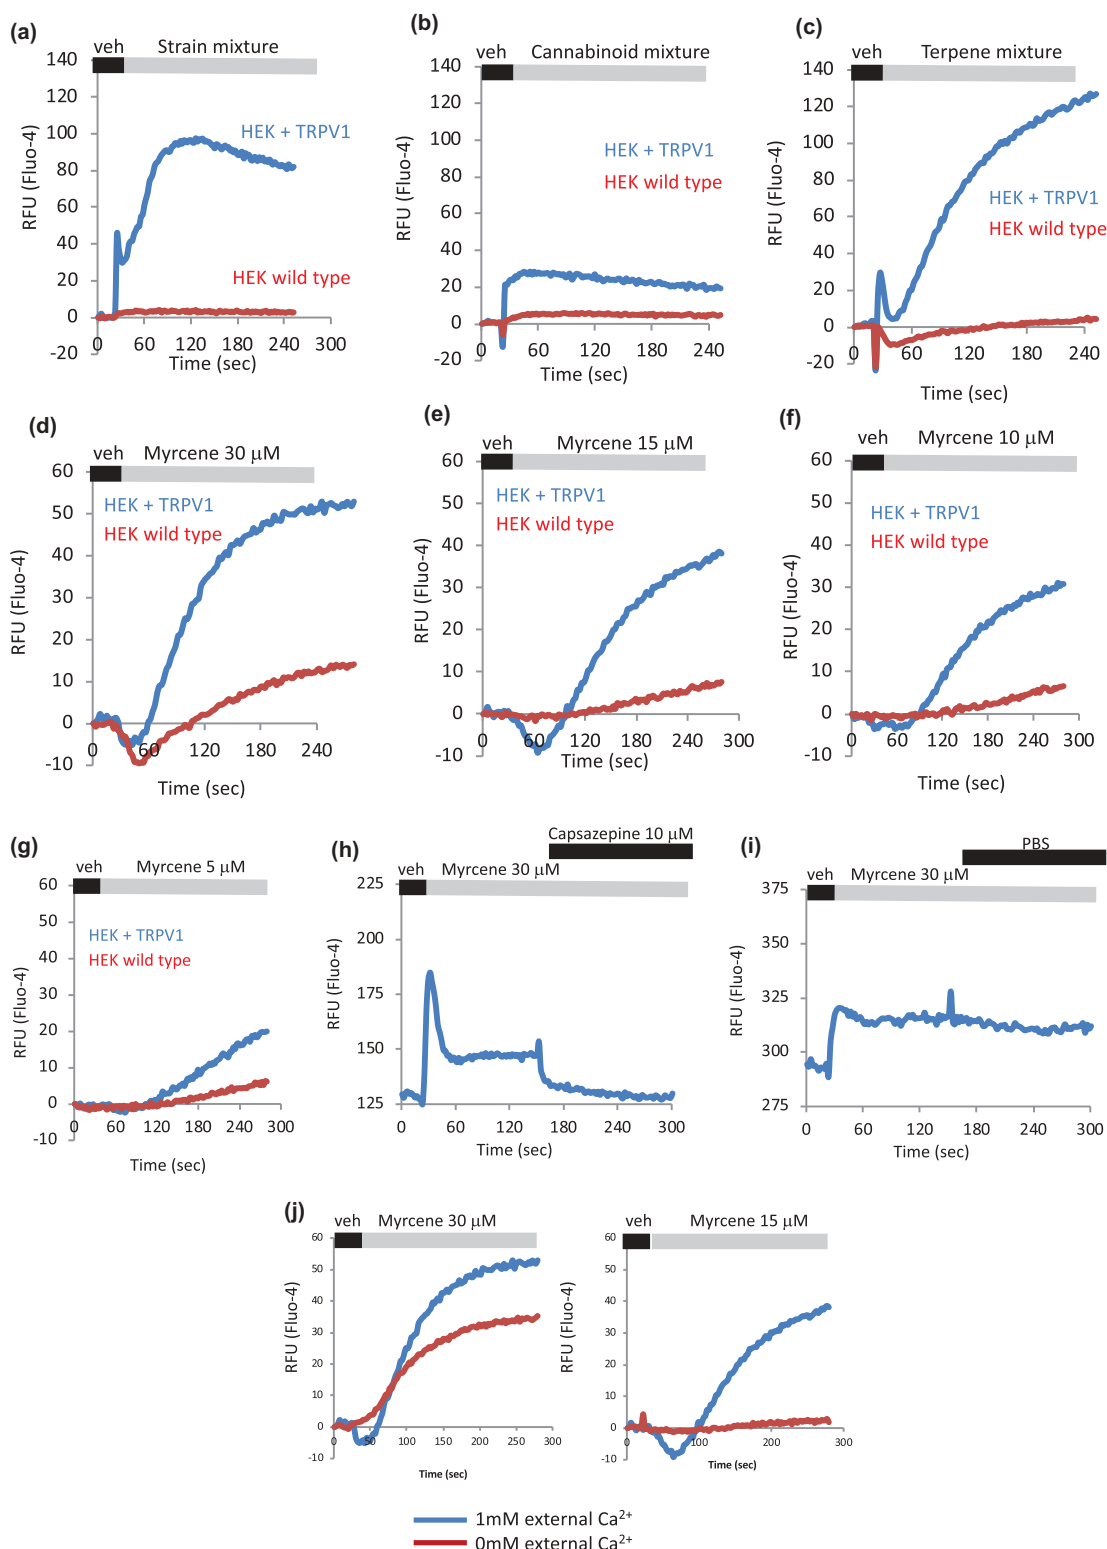 (a)
veh Strain mixture
140
120
100
80
60
40
20
0
-20
RFU (Fluo-4)
HEK + TRPV1
HEK wild type
0 60 120 180 240 300
Time (sec)
(b)
veh Cannabinoid mixture
140
120
100
80
60
40
20
0
-20
RFU (Fluo-4)
HEK + TRPV1
HEK wild type
0 60 120 180 240
Time (sec)
(c)
veh Terpene mixture
140
120
100
80
60
40
20
0
-20
RFU (Fluo-4)
HEK + TRPV1
HEK wild type
0 60 120 180 240
Time (sec)
(d)
veh Myrcene 30 μM
60
50
40
30
20
10
0
-10
RFU (Fluo-4)
HEK + TRPV1
HEK wild type
0 60 120 180 240
Time (sec)
(e)
veh Myrcene 15 μM
60
50
40
30
20
10
0
-10
RFU (Fluo-4)
HEK + TRPV1
HEK wild type
0 60 120 180 240 300
Time (sec)
(f)
veh Myrcene 10 μM
60
50
40
30
20
10
0
-10
RFU (Fluo-4)
HEK + TRPV1
HEK wild type
0 60 120 180 240 300
Time (sec)
(g)
veh Myrcene 5 μM
60
50
40
30
20
10
0
-10
RFU (Fluo-4)
HEK + TRPV1
HEK wild type
0 60 120 180 240 300
Time (sec)
(h)
Capsazepine 10 μM
veh Myrcene 30 μM
225
200
175
150
125
RFU (Fluo-4)
0 60 120 180 240 300
Time (sec)
(i)
PBS
veh Myrcene 30 μM
375
350
325
300
275
RFU (Fluo-4)
0 60 120 180 240 300
Time (sec)
(j)
veh Myrcene 30 μM
60
50
40
30
20
10
0
-10
RFU (Fluo-4)
0 50 100 150 200 250 300
Time (sec)
veh Myrcene 15 μM
60
50
40
30
20
10
0
-10
RFU (Fluo-4)
0 100 200 300
Time (sec)
1mM external Ca²⁺
0mM external Ca²⁺